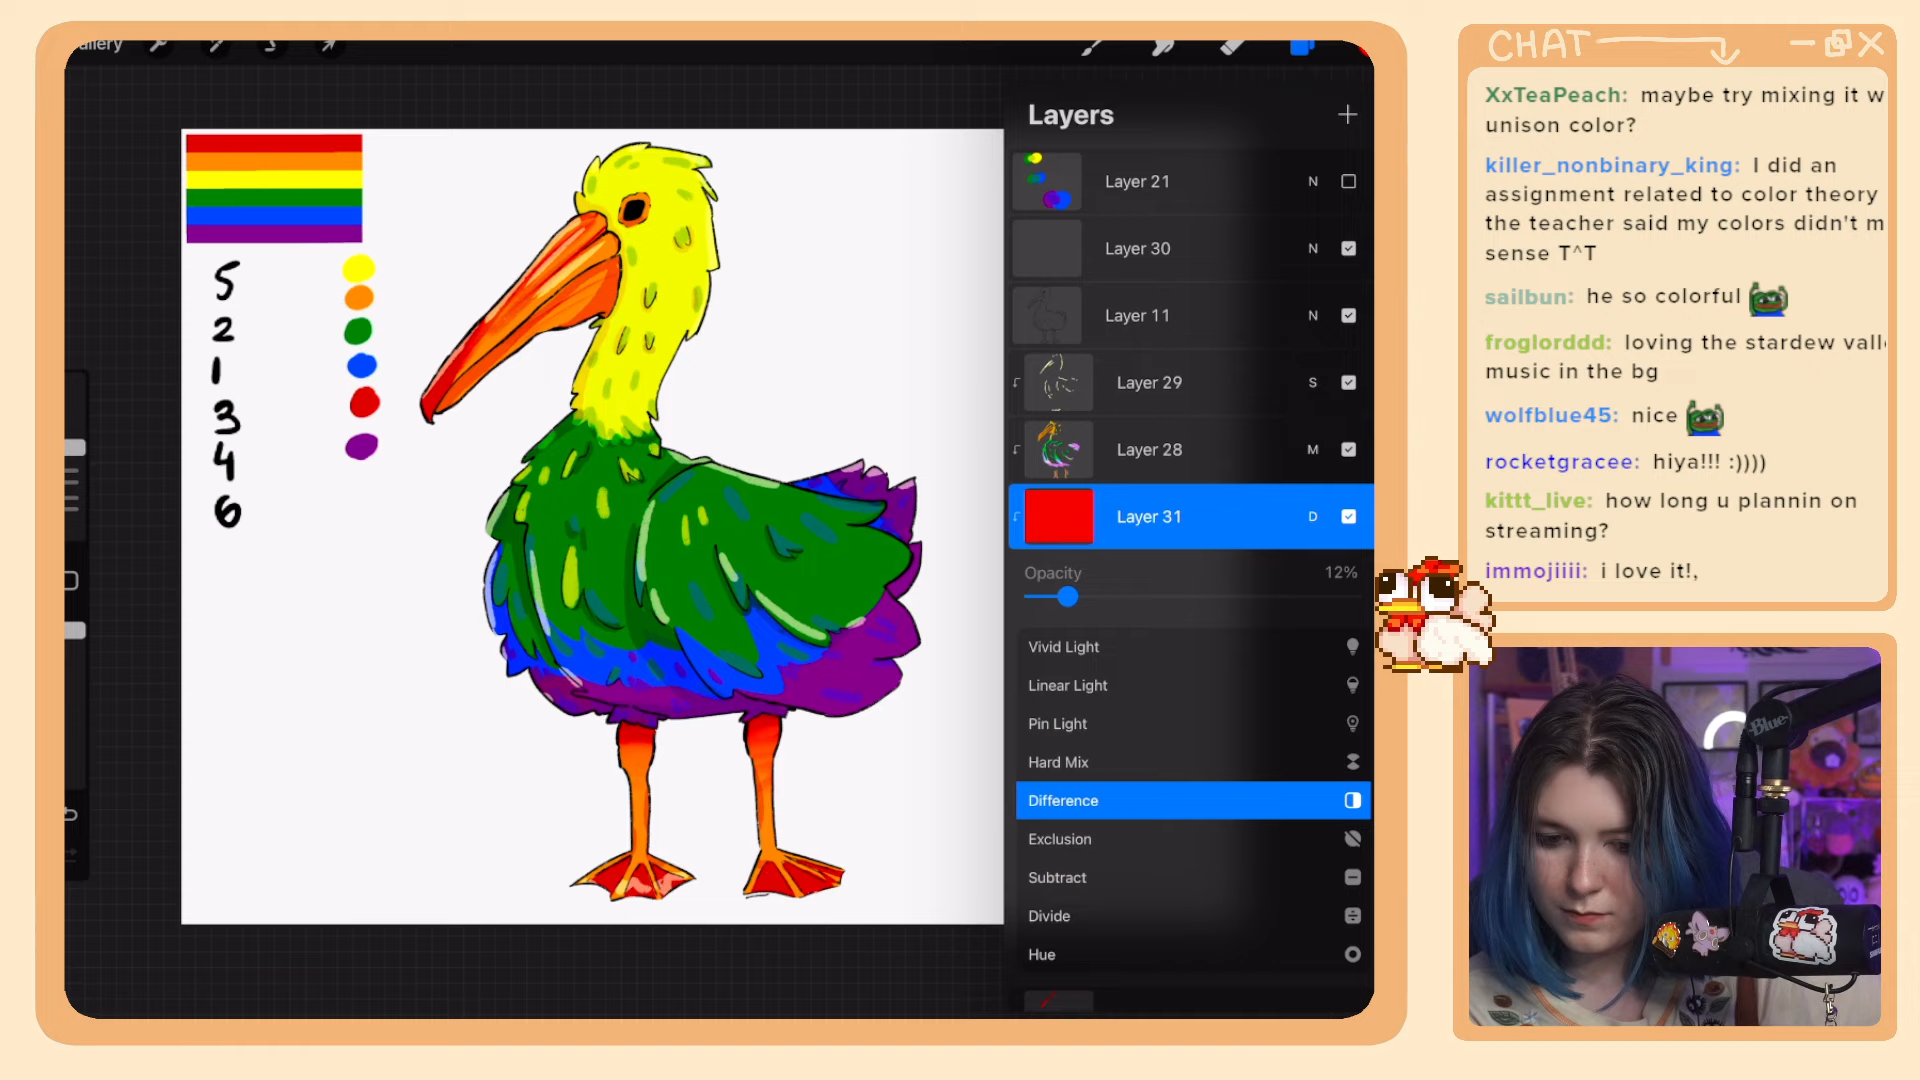 allery
CHAT
Layers
Layer 21 N
Layer 30 N
Layer 11 N
Layer 29 S
Layer 28 M
Layer 31 D
Opacity 12%
Vivid Light
Linear Light
Pin Light
Hard Mix
Difference
Exclusion
Subtract
Divide
Hue
5
2
1
3
4
6
XxTeaPeach: maybe try mixing it w
unison color?
killer_nonbinary_king: I did an
assignment related to color theory
the teacher said my colors didn't m
sense T^T
sailbun: he so colorful
froglorddd: loving the stardew vall
music in the bg
wolfblue45: nice
rocketgracee: hiya!!! :))))
kittt_live: how long u plannin on
streaming?
immojiiii: i love it!,
Blue